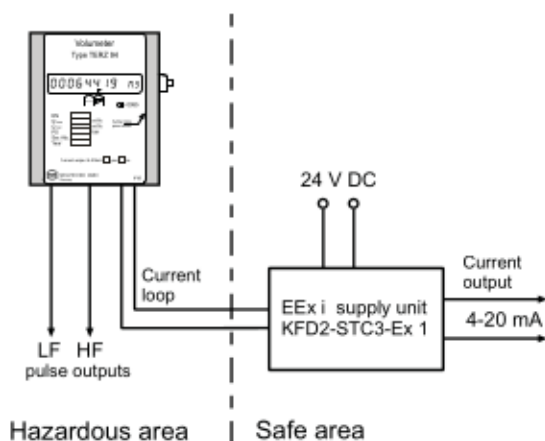 Volumeter
Type TERZ 94
00064419 m3
24 V DC
Current
loop
EEx i supply unit
KFD2-STC3-Ex 1
Current
output
4-20 mA
LF HF
pulse outputs
Hazardous area
Safe area